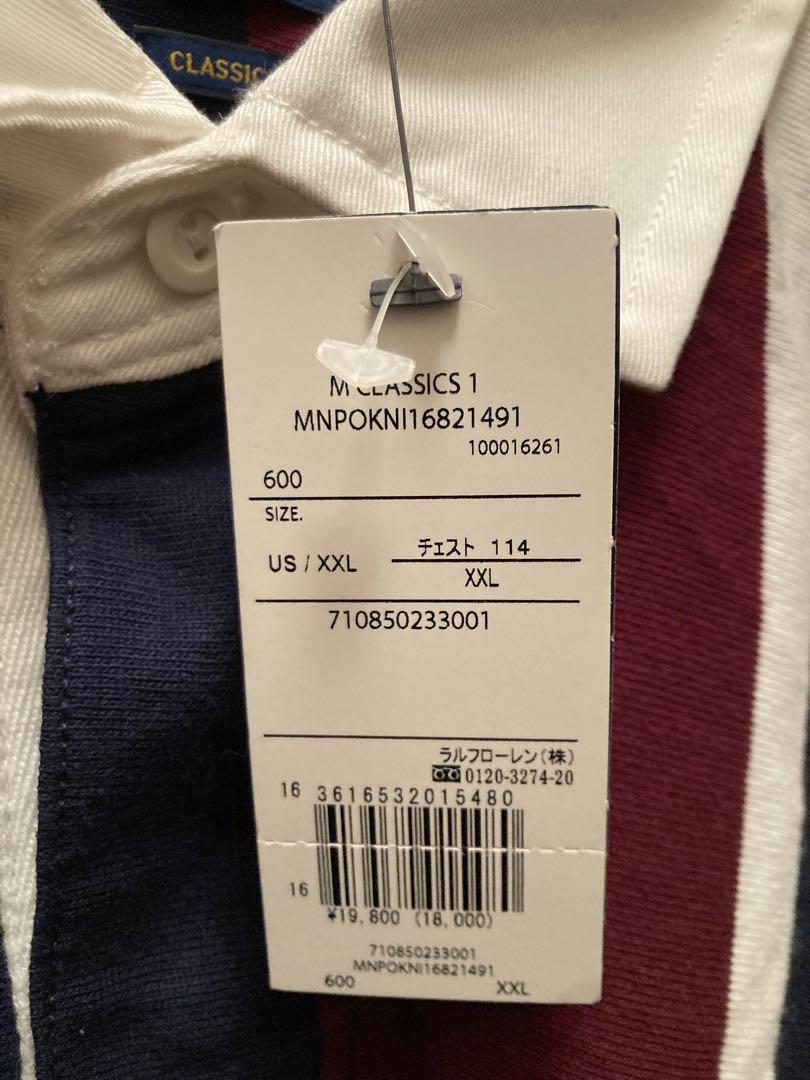 CLASSIC
M CLASSICS 1
MNPOKNI16821491
100016261
600
SIZE.
US / XXL
チェスト 114
XXL
710850233001
ラルフローレン(株)
0120-3274-20
16 3616532015480
16
¥19,800 (18,000)
710850233001
MNPOKNI16821491
600 XXL